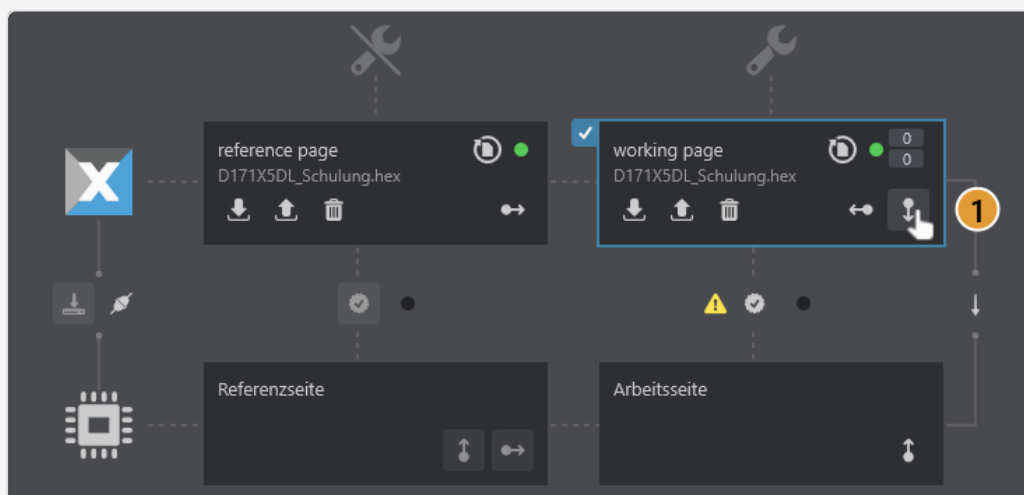 reference page
D171X5DL_Schulung.hex
working page
D171X5DL_Schulung.hex
0
0
1
X
Referenzseite
Arbeitsseite